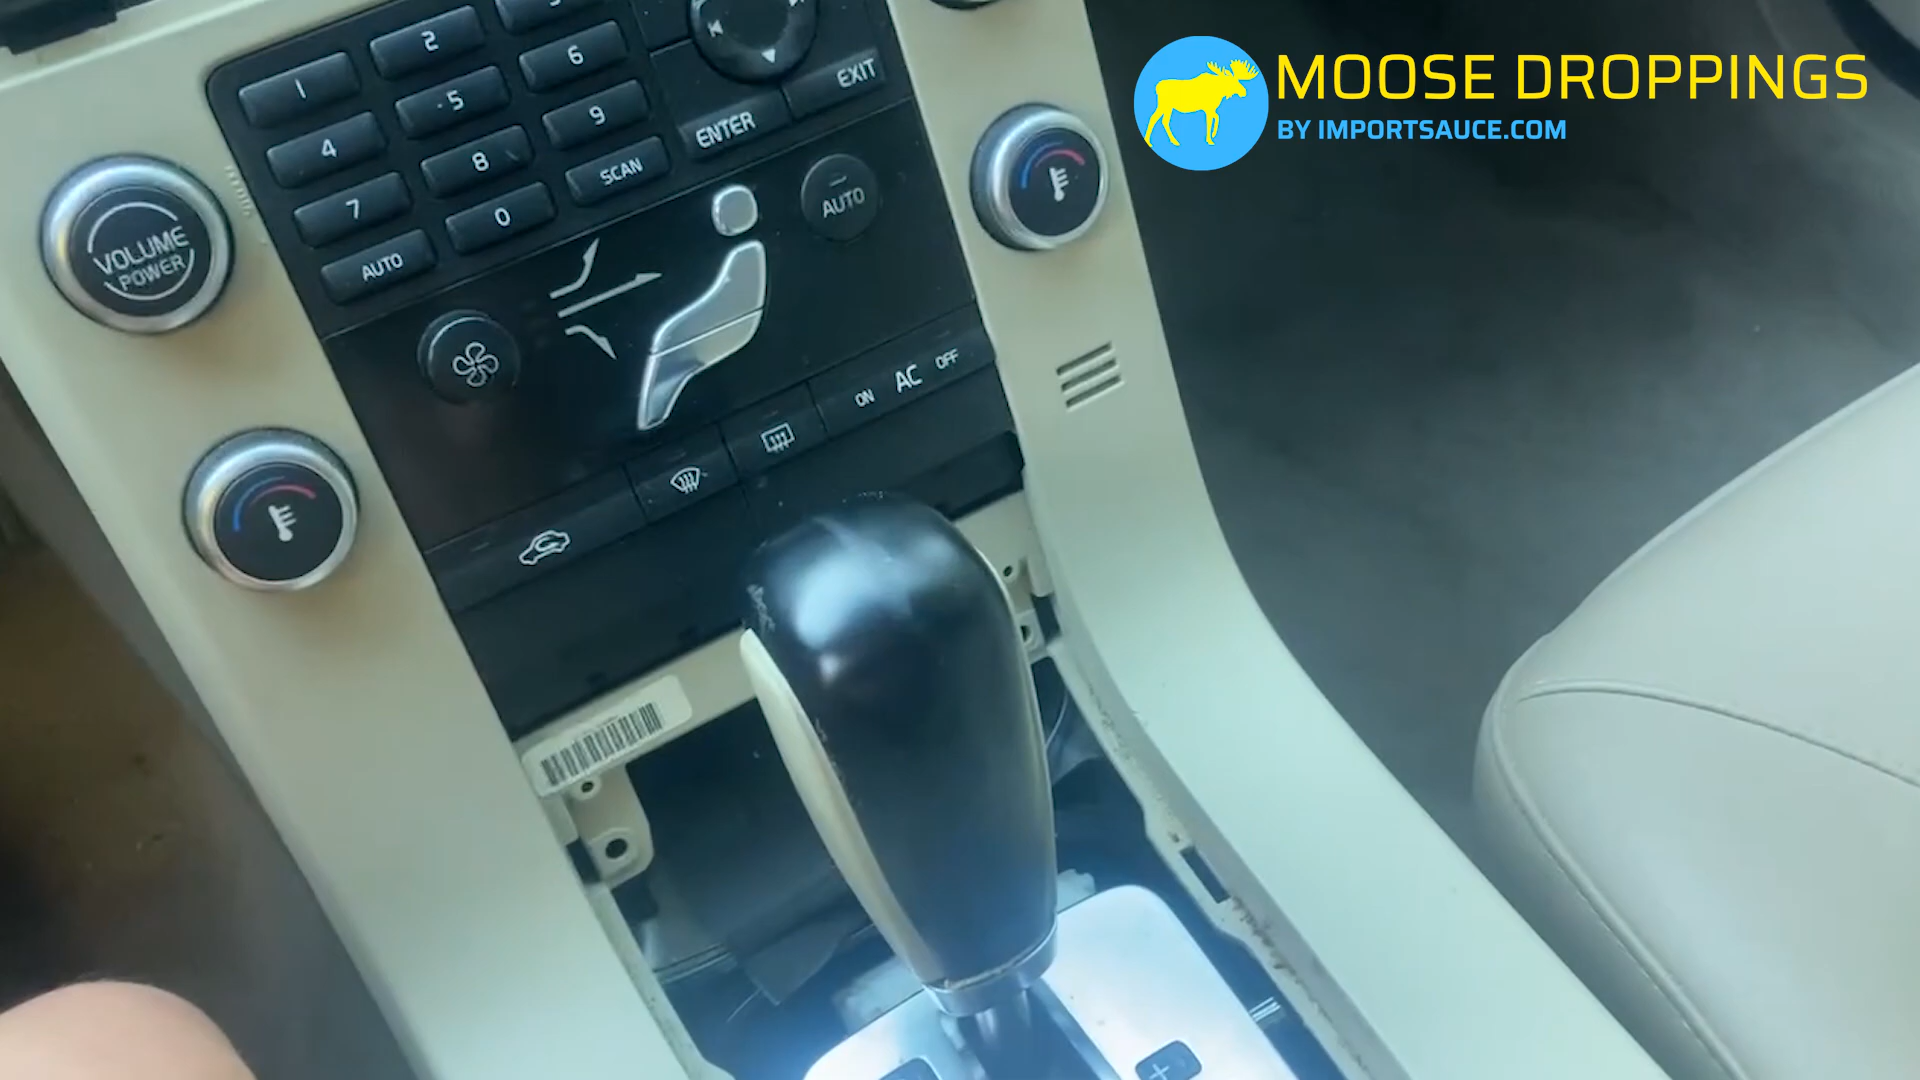 MOOSE DROPPINGS
BY IMPORTSAUCE.COM
1
2
4
5
6
7
8
9
0
SCAN
AUTO
ENTER
EXIT
AUTO
VOLUME
POWER
ON AC OFF
+